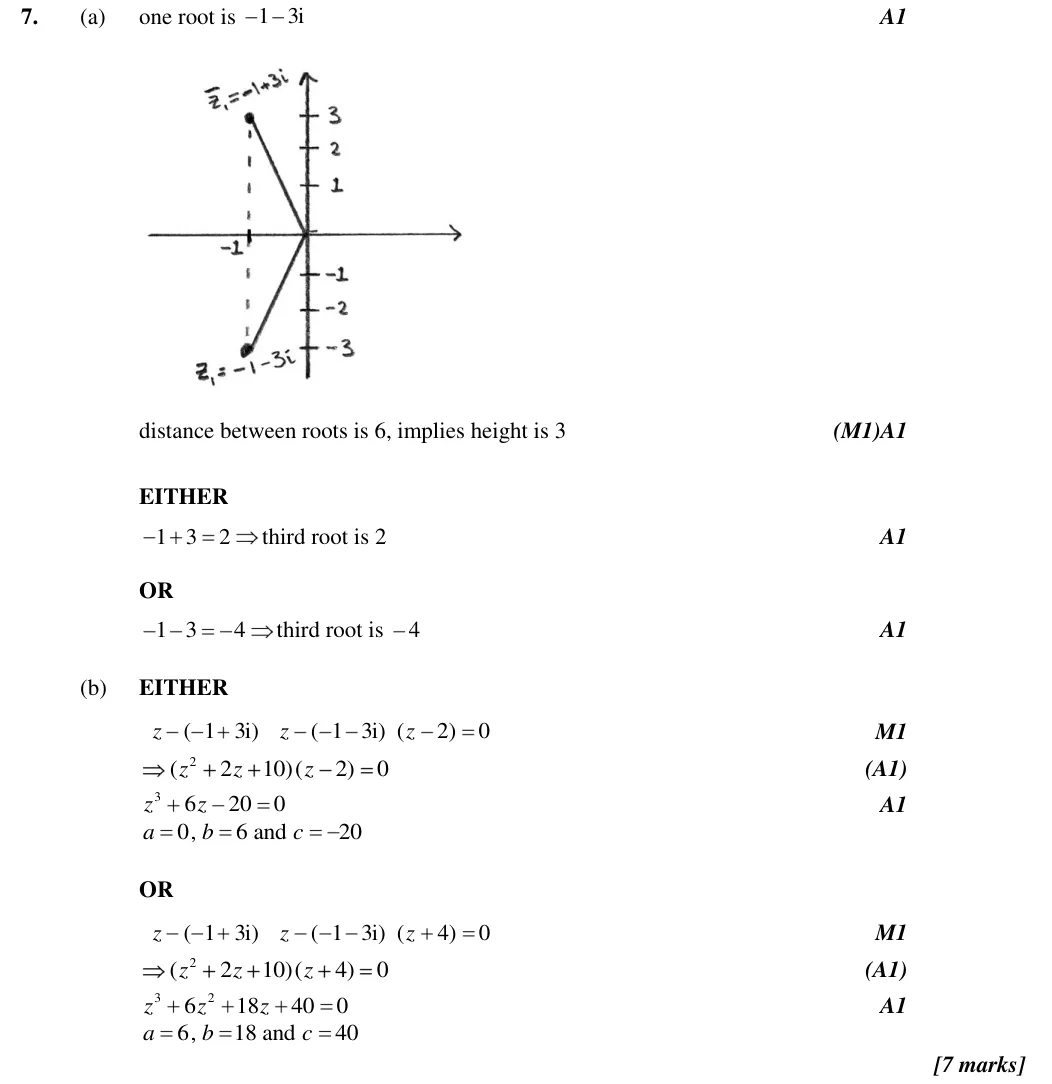 7. (a) one root is −1 − 3i A1
z̄₁ = −1+3i
3
2
1
−1
−1
−2
−3
z₁ = −1−3i
distance between roots is 6, implies height is 3 (M1)A1
EITHER
−1 + 3 = 2 ⇒ third root is 2 A1
OR
−1 − 3 = −4 ⇒ third root is −4 A1
(b) EITHER
z − (−1 + 3i) z − (−1 − 3i) (z − 2) = 0 M1
⇒ (z² + 2z + 10)(z − 2) = 0 (A1)
z³ + 6z − 20 = 0 A1
a = 0, b = 6 and c = −20
OR
z − (−1 + 3i) z − (−1 − 3i) (z + 4) = 0 M1
⇒ (z² + 2z + 10)(z + 4) = 0 (A1)
z³ + 6z² + 18z + 40 = 0 A1
a = 6, b = 18 and c = 40
[7 marks]